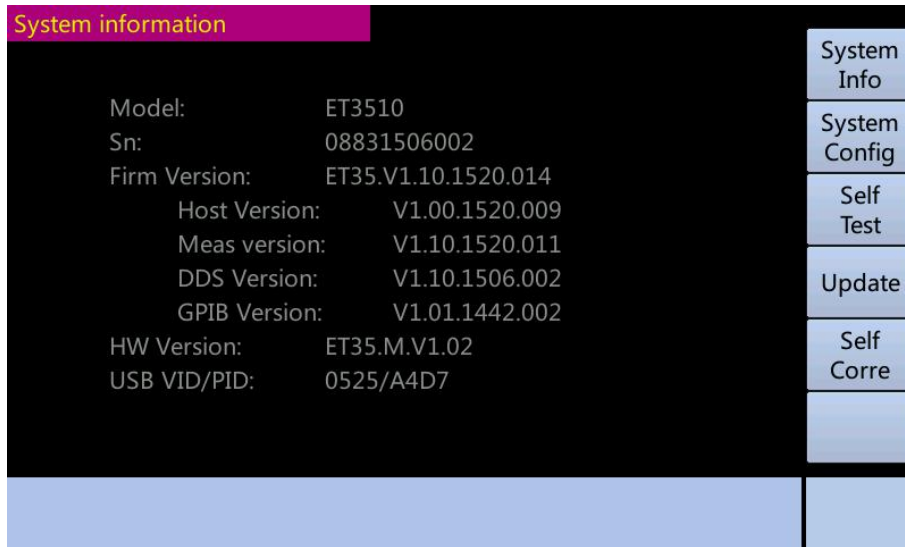 System information
Model: ET3510
Sn: 08831506002
Firm Version: ET35.V1.10.1520.014
Host Version: V1.00.1520.009
Meas version: V1.10.1520.011
DDS Version: V1.10.1506.002
GPIB Version: V1.01.1442.002
HW Version: ET35.M.V1.02
USB VID/PID: 0525/A4D7
System
Info
System
Config
Self
Test
Update
Self
Corre